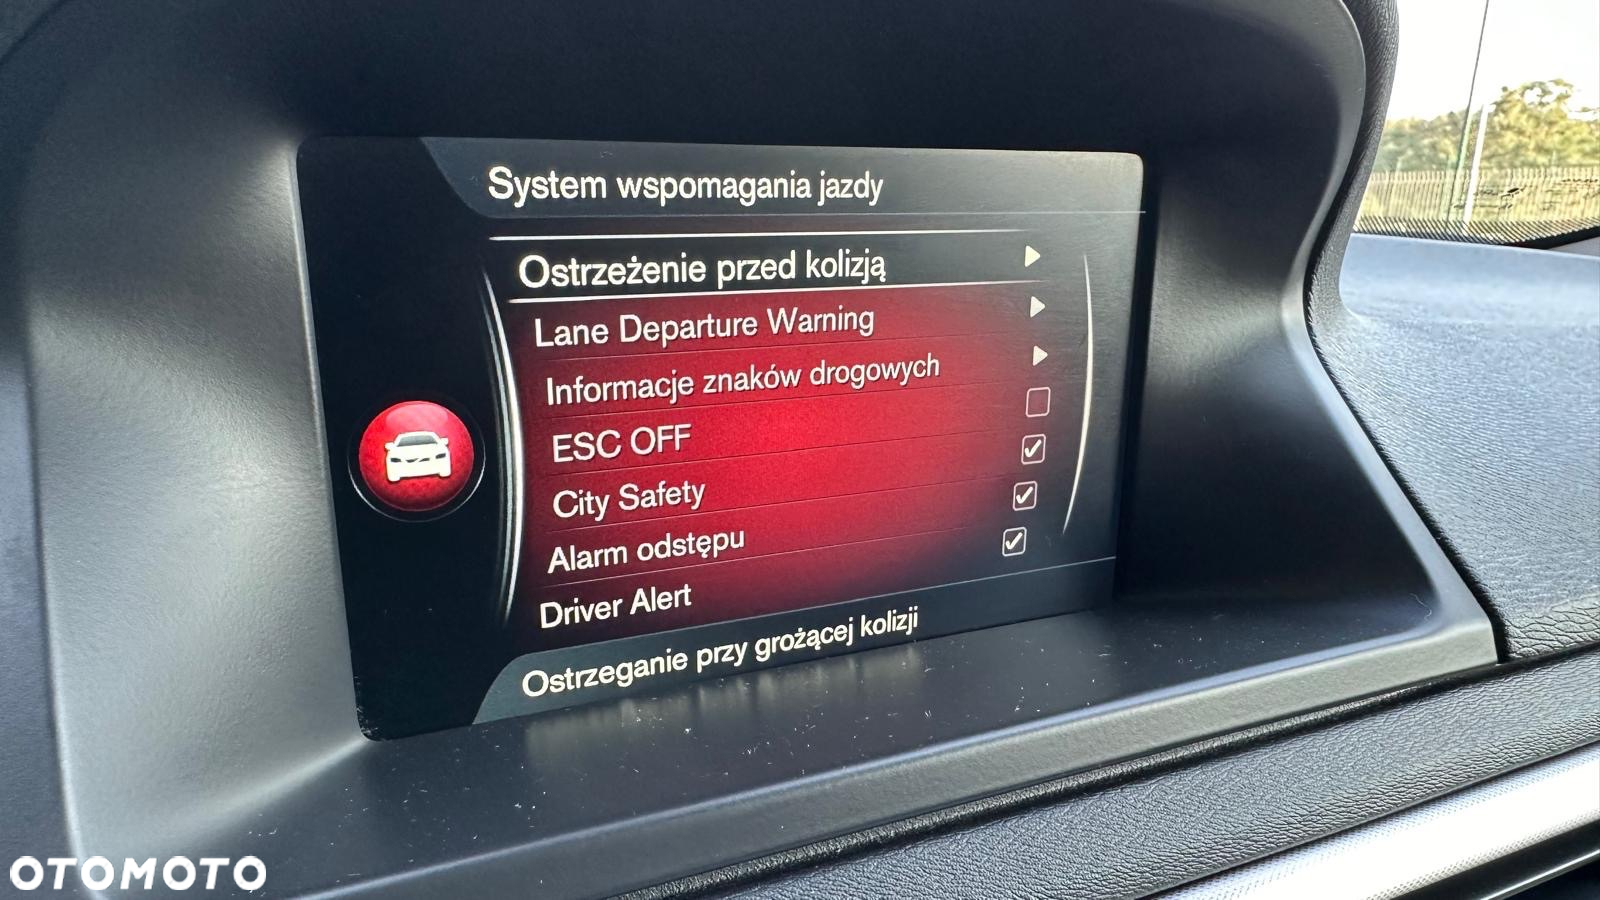 System wspomagania jazdy
Ostrzeżenie przed kolizją
Lane Departure Warning
Informacje znaków drogowych
ESC OFF
City Safety
Alarm odstępu
Driver Alert
Ostrzeganie przy grożącej kolizji
OTOMOTO